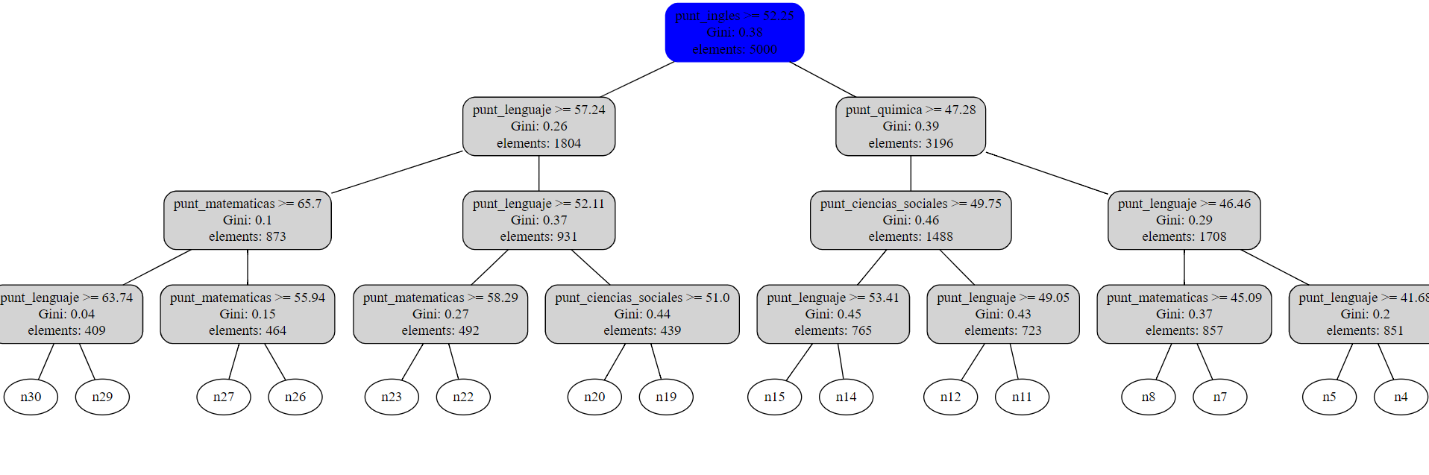 punt_ingles >= 52.25
Gini: 0.38
elements: 5000
punt_lenguaje >= 57.24
Gini: 0.26
elements: 1804
punt_quimica >= 47.28
Gini: 0.39
elements: 3196
punt_matematicas >= 65.7
Gini: 0.1
elements: 873
punt_lenguaje >= 52.11
Gini: 0.37
elements: 931
punt_ciencias_sociales >= 49.75
Gini: 0.46
elements: 1488
punt_lenguaje >= 46.46
Gini: 0.29
elements: 1708
punt_lenguaje >= 63.74
Gini: 0.04
elements: 409
punt_matematicas >= 55.94
Gini: 0.15
elements: 464
punt_matematicas >= 58.29
Gini: 0.27
elements: 492
punt_ciencias_sociales >= 51.0
Gini: 0.44
elements: 439
punt_lenguaje >= 53.41
Gini: 0.45
elements: 765
punt_lenguaje >= 49.05
Gini: 0.43
elements: 723
punt_matematicas >= 45.09
Gini: 0.37
elements: 857
punt_lenguaje >= 41.68
Gini: 0.2
elements: 851
n30
n29
n27
n26
n23
n22
n20
n19
n15
n14
n12
n11
n8
n7
n5
n4